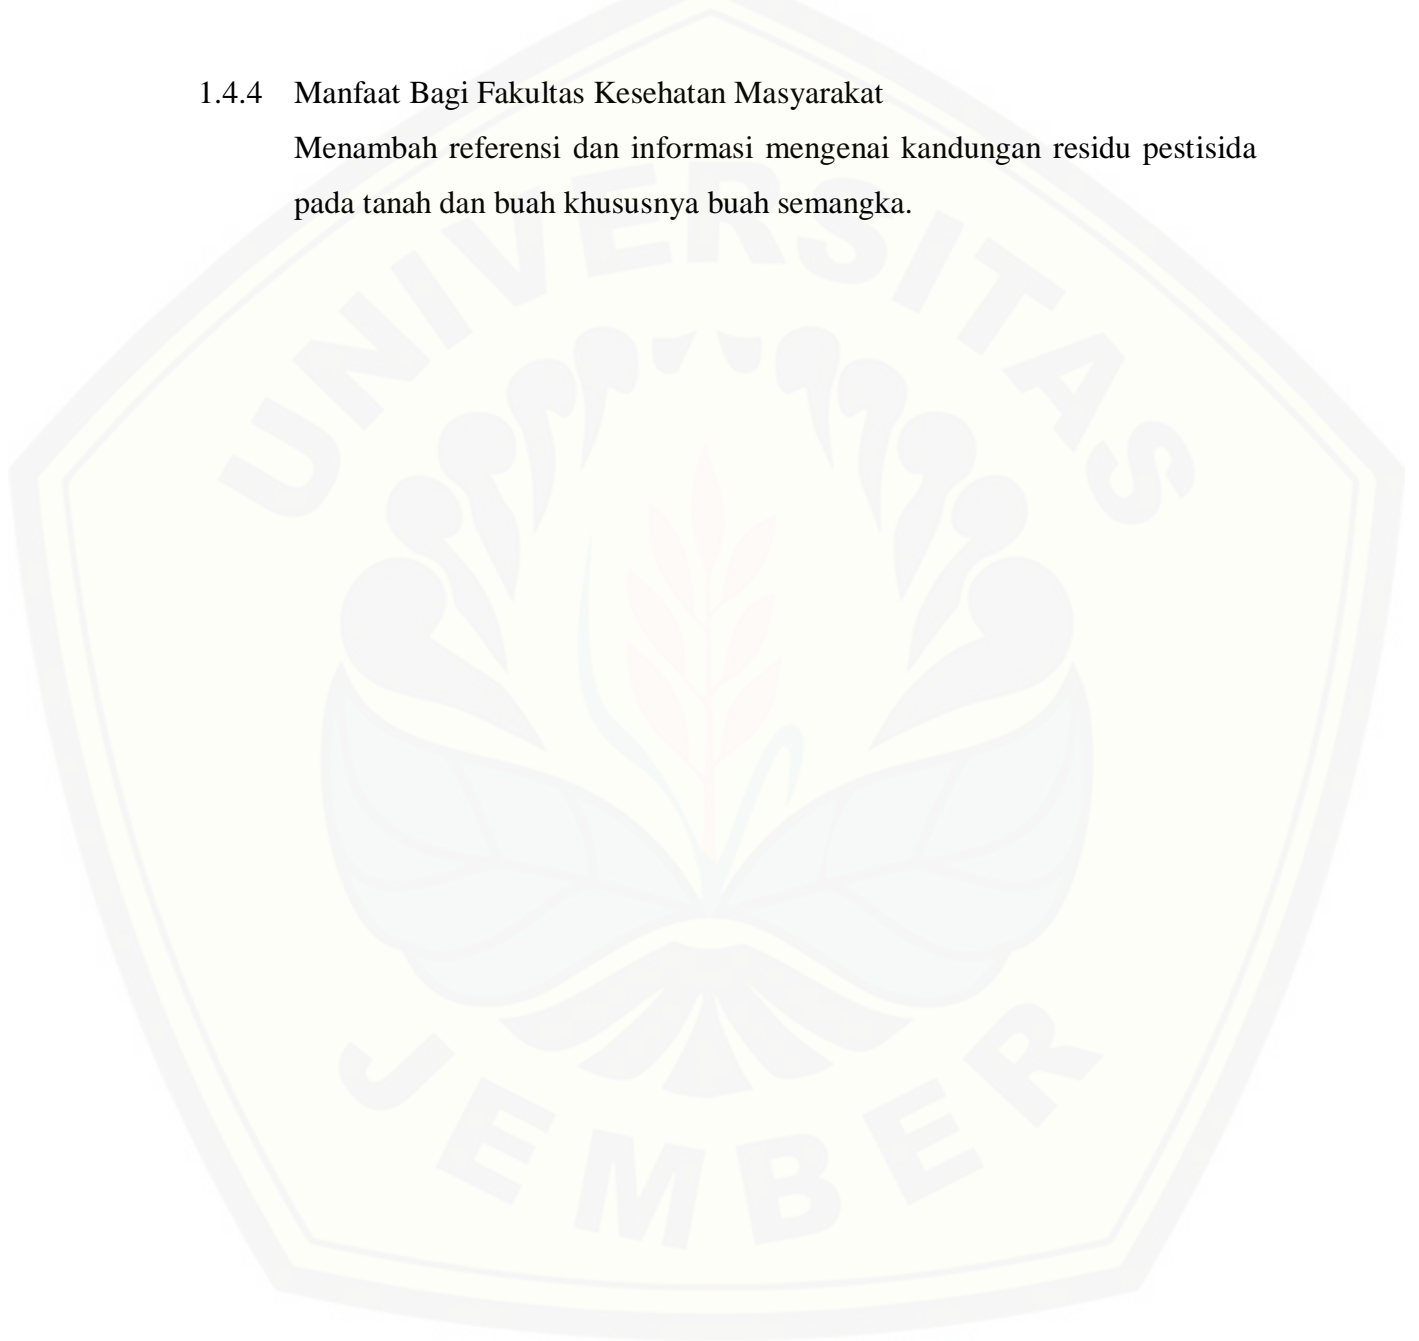 1.4.4 Manfaat Bagi Fakultas Kesehatan Masyarakat
Menambah referensi dan informasi mengenai kandungan residu pestisida
pada tanah dan buah khususnya buah semangka.
UNIVERSITAS
JEMBER